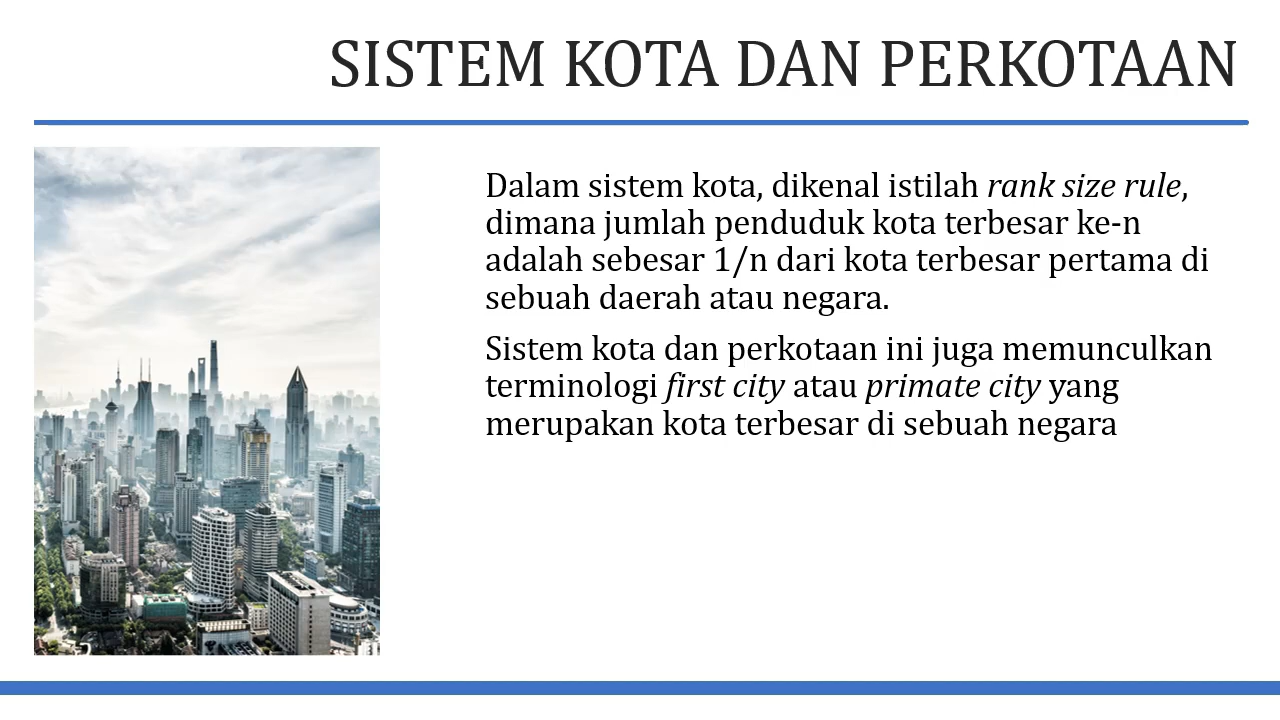 SISTEM KOTA DAN PERKOTAAN
Dalam sistem kota, dikenal istilah rank size rule,
dimana jumlah penduduk kota terbesar ke-n
adalah sebesar 1/n dari kota terbesar pertama di
sebuah daerah atau negara.
Sistem kota dan perkotaan ini juga memunculkan
terminologi first city atau primate city yang
merupakan kota terbesar di sebuah negara